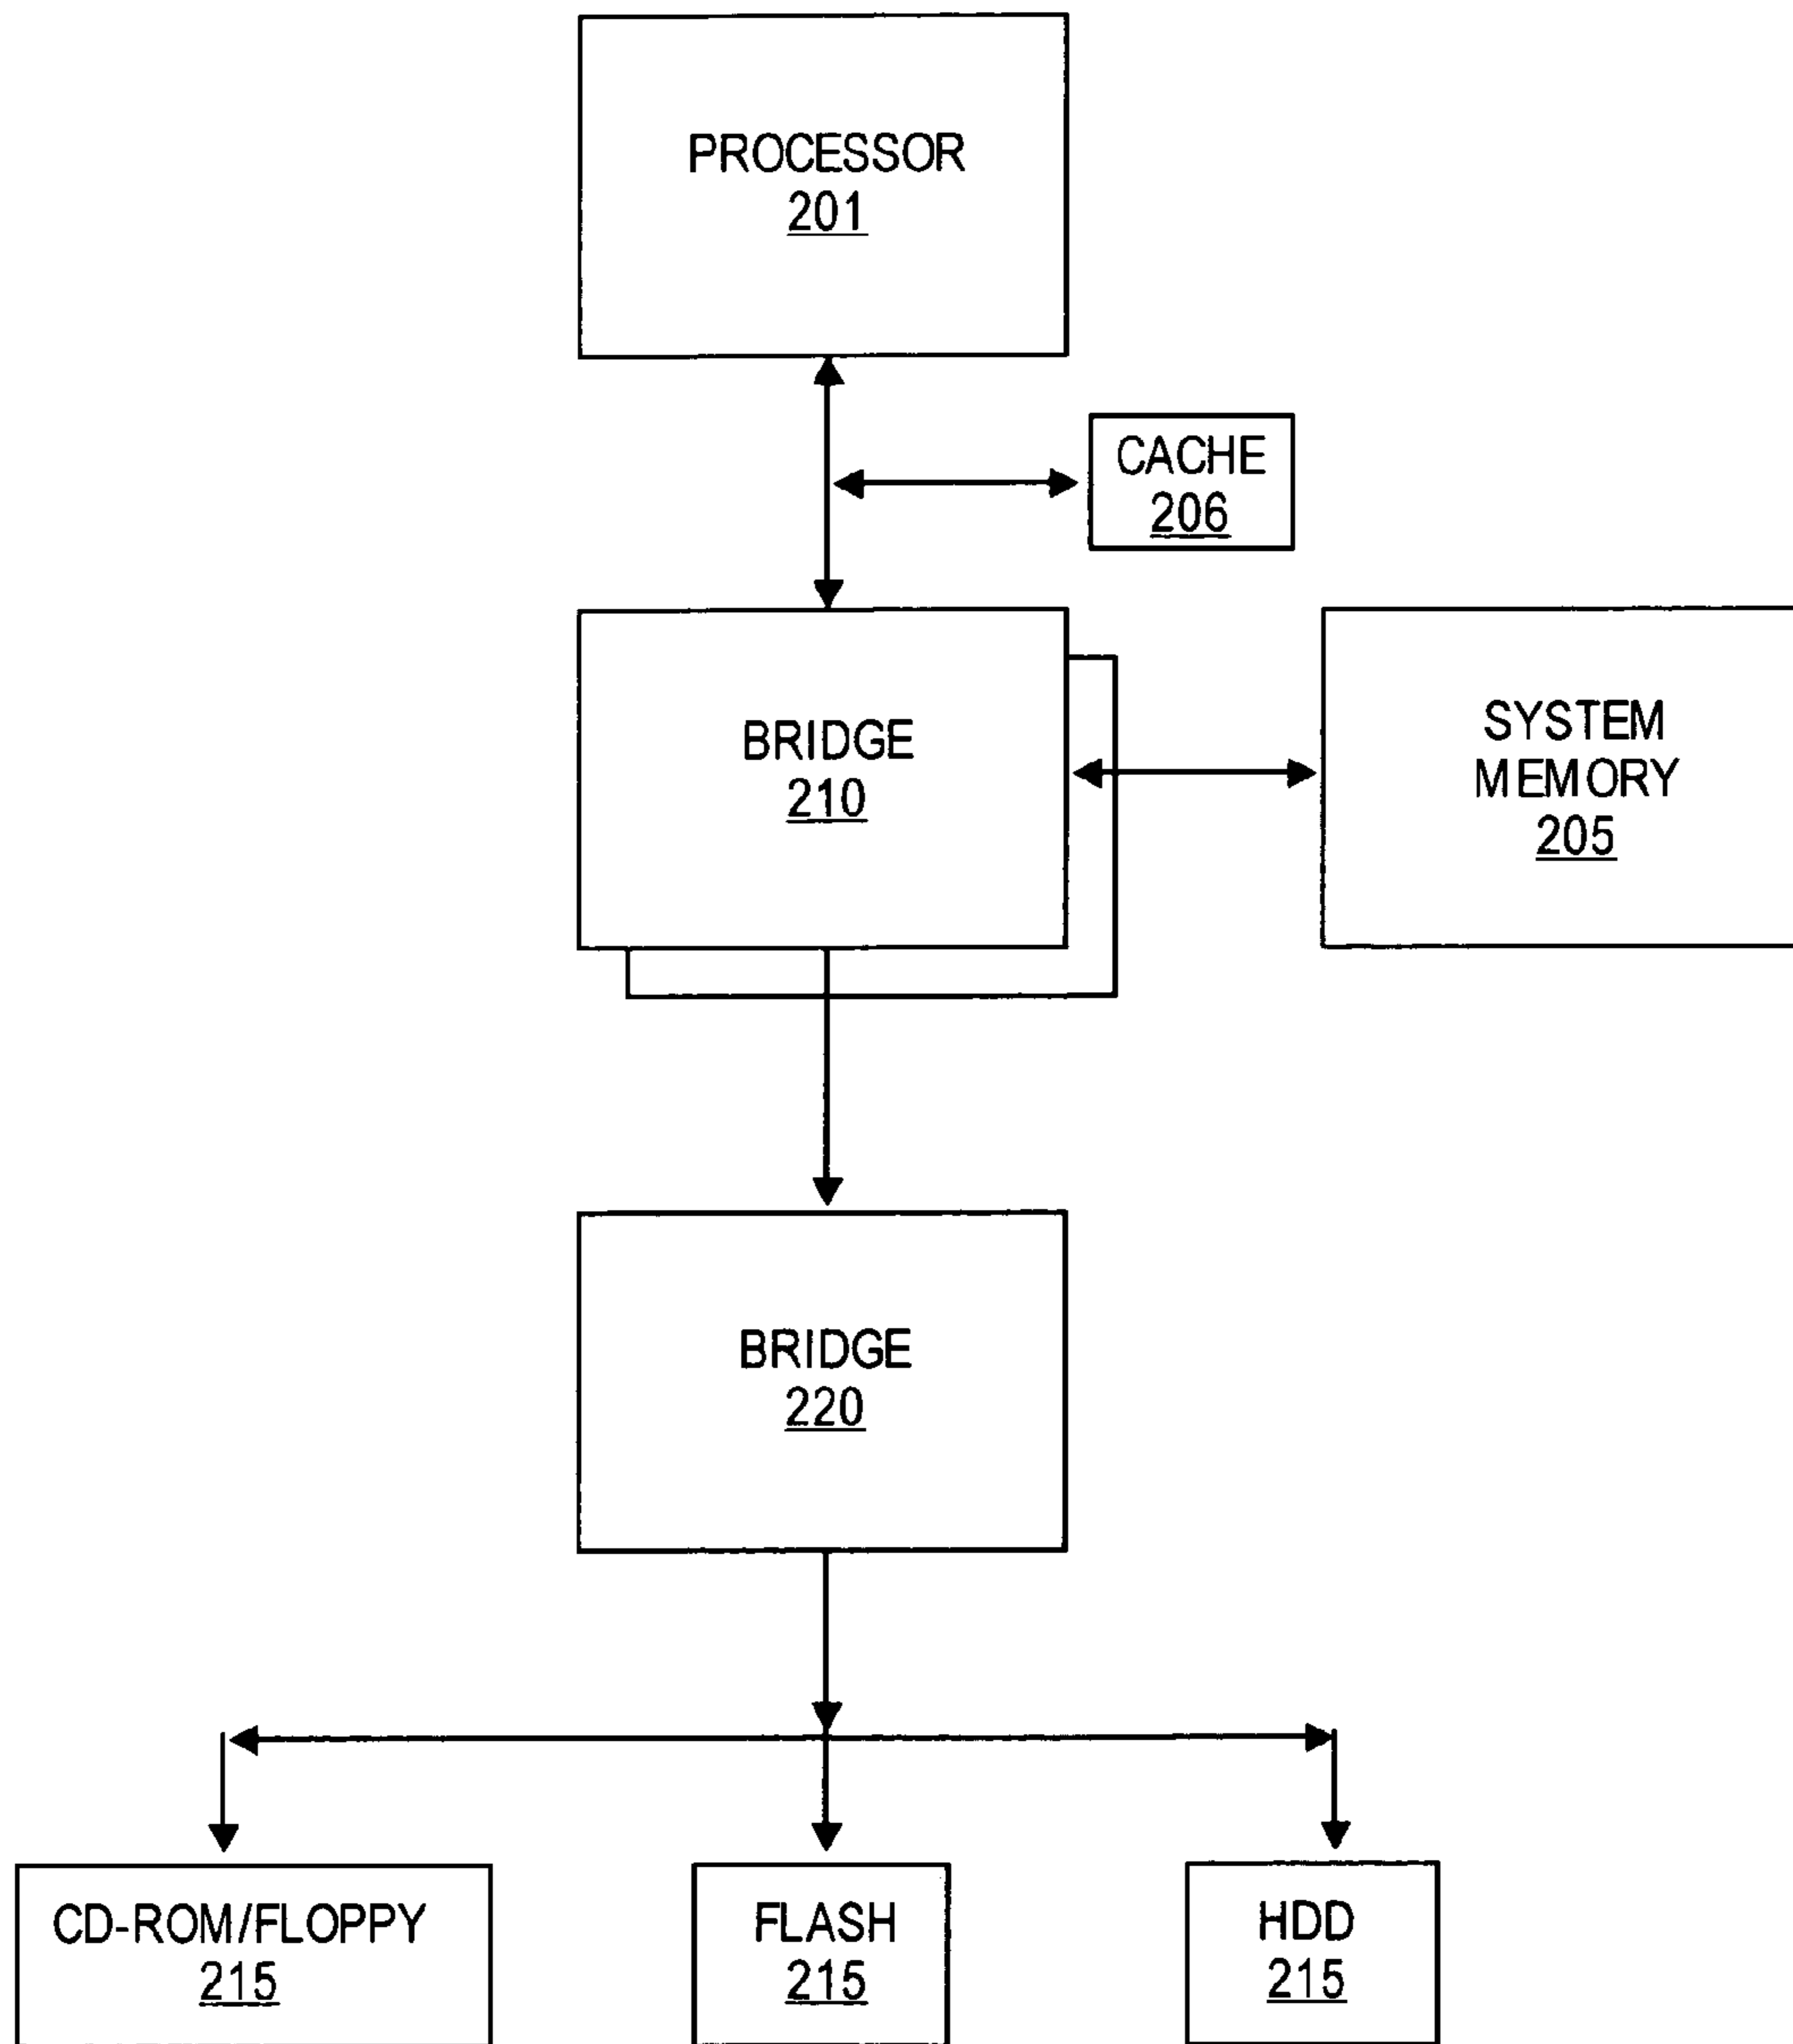 PROCESSOR
201
CACHE
206
BRIDGE
210
SYSTEM
MEMORY
205
BRIDGE
220
CD-ROM/FLOPPY
215
FLASH
215
HDD
215